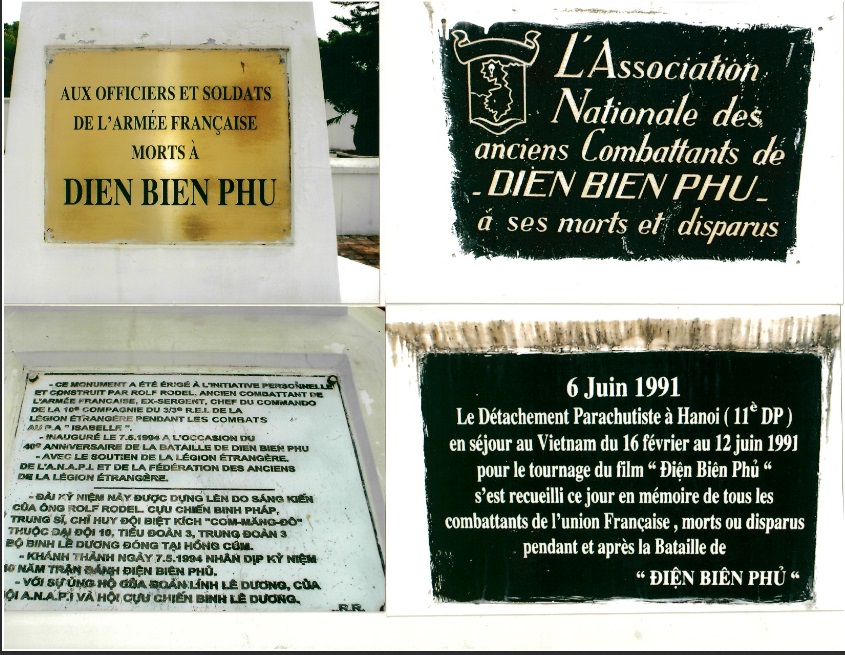 AUX OFFICIERS ET SOLDATS
DE L'ARMÉE FRANÇAISE
MORTS À
DIEN BIEN PHU
L'Association
Nationale des
anciens Combattants de
- DIEN BIEN PHU -
à ses morts et disparus
- CE MONUMENT A ÉTÉ ÉRIGÉ À L'INITIATIVE PERSONNELLE
ET CONSTRUIT PAR ROLF RODEL, ANCIEN COMBATTANT DE
L'ARMÉE FRANCAISE, EX-SERGENT, CHEF DU COMMANDO
DE LA 10e COMPAGNIE DU 3/3e R.E.I. DE LA
LÉGION ÉTRANGÈRE PENDANT LES COMBATS
AU P.A " ISABELLE ".
- INAUGURÉ LE 7.5.1994 A L'OCCASION DU
40e ANNIVERSAIRE DE LA BATAILLE DE DIEN BIEN PHU
- AVEC LE SOUTIEN DE LA LÉGION ÉTRANGÈRE.
DE L'A.N.A.P.I. ET DE LA FÉDÉRATION DES ANCIENS
DE LA LÉGION ÉTRANGÈRE.
- ĐÀI KỶ NIỆM NÀY ĐƯỢC DỰNG LÊN DO SÁNG KIẾN
CỦA ÔNG ROLF RODEL. CỰU CHIẾN BINH PHÁP,
TRUNG SĨ, CHỈ HUY ĐỘI BIỆT KÍCH "COM-MĂNG-ĐÔ"
THUỘC ĐẠI ĐỘI 10, TIỂU ĐOÀN 3, TRUNG ĐOÀN 3
BỘ BINH LÊ DƯƠNG ĐÓNG TẠI HỒNG CÚM.
- KHÁNH THÀNH NGÀY 7.5.1994 NHÂN DỊP KỶ NIỆM
40 NĂM TRẬN ĐÁNH ĐIỆN BIÊN PHỦ.
- VỚI SỰ ỦNG HỘ CỦA ĐOÀN LÍNH LÊ DƯƠNG, CỦA
HỘI A.N.A.P.I VÀ HỘI CỰU CHIẾN BINH LÊ DƯƠNG.
R.R.
6 Juin 1991
Le Détachement Parachutiste à Hanoi ( 11è DP )
en séjour au Vietnam du 16 février au 12 juin 1991
pour le tournage du film “ Điện Biên Phủ “
s'est recueilli ce jour en mémoire de tous les
combattants de l'union Française , morts ou disparus
pendant et après la Bataille de
“ ĐIỆN BIÊN PHỦ “